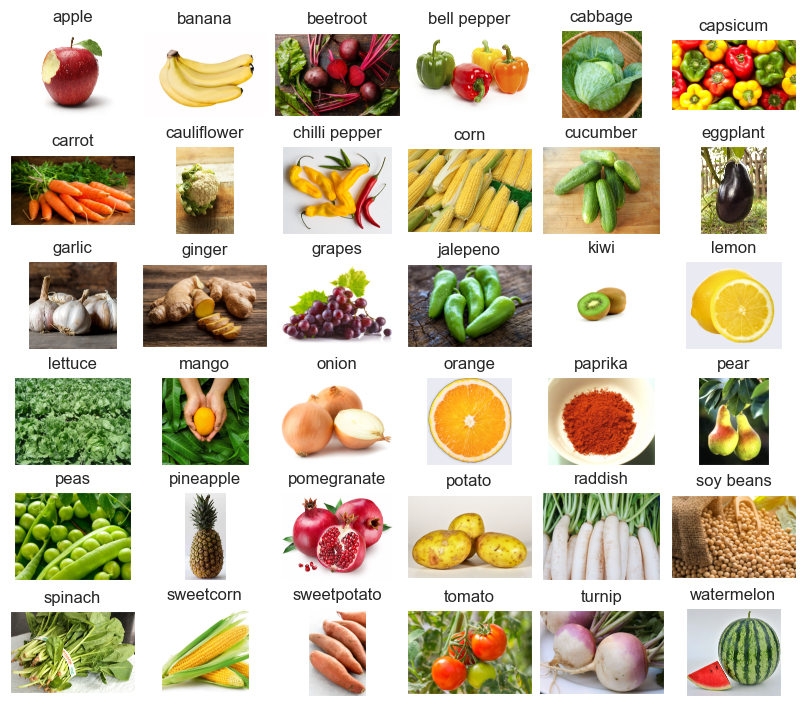 apple
banana
beetroot
bell pepper
cabbage
capsicum
carrot
cauliflower
chilli pepper
corn
cucumber
eggplant
garlic
ginger
grapes
jalepeno
kiwi
lemon
lettuce
mango
onion
orange
paprika
pear
peas
pineapple
pomegranate
potato
raddish
soy beans
spinach
sweetcorn
sweetpotato
tomato
turnip
watermelon